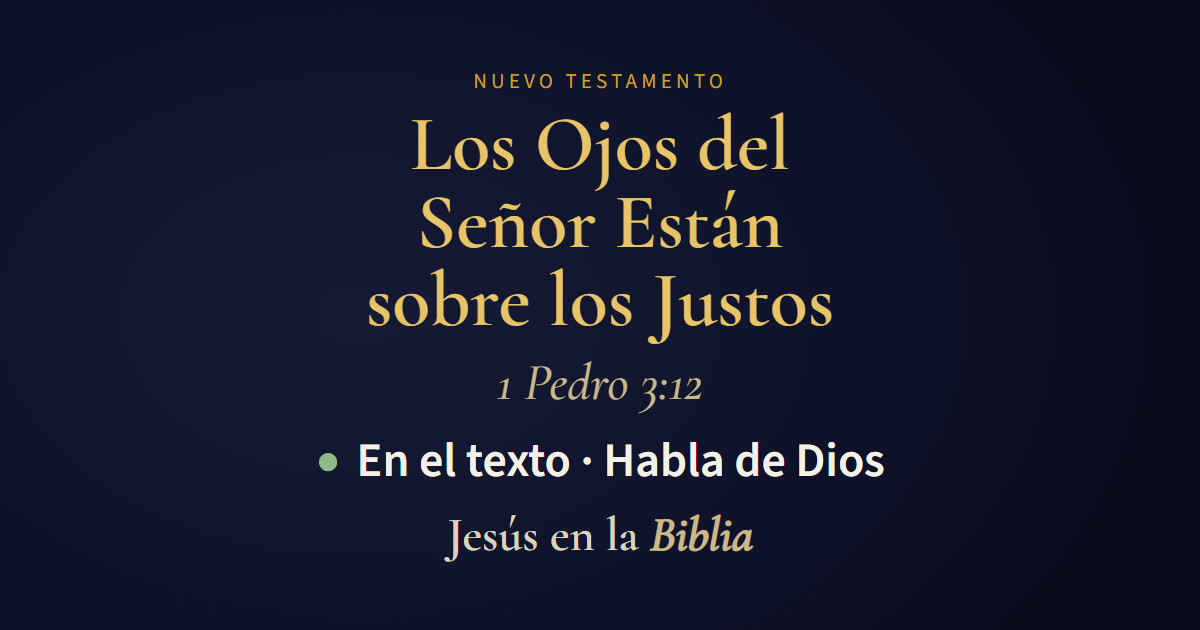 NUEVO TESTAMENTO
Los Ojos del
Señor Están
sobre los Justos
1 Pedro 3:12
En el texto · Habla de Dios
Jesús en la Biblia